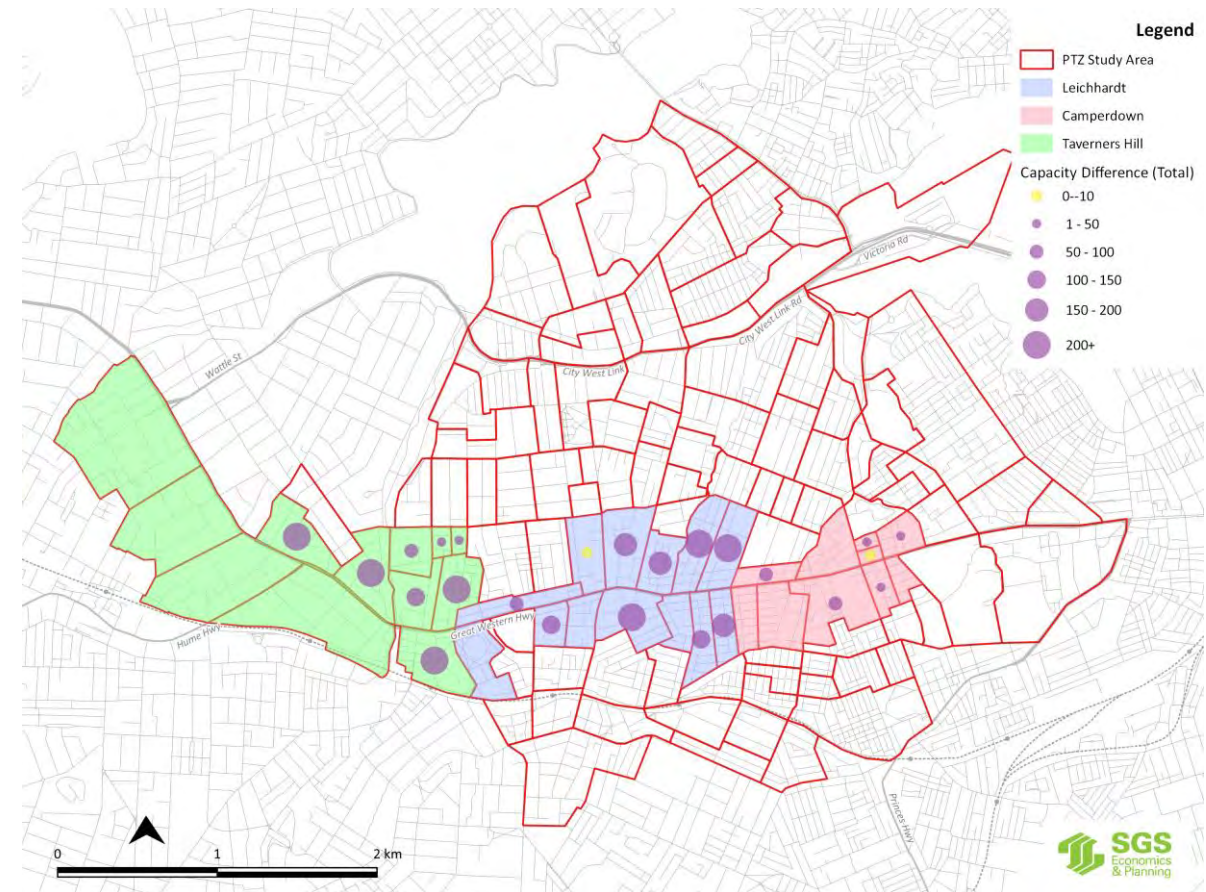 Legend
PTZ Study Area
Leichhardt
Camperdown
Taverners Hill
Capacity Difference (Total)
0--10
1 - 50
50 - 100
100 - 150
150 - 200
200+
Victoria Rd
City West Link Rd
Wattle St
City West Link
Great Western Hwy
Hume Hwy
Princes Hwy
0 1 2 km
SGS
Economics
& Planning